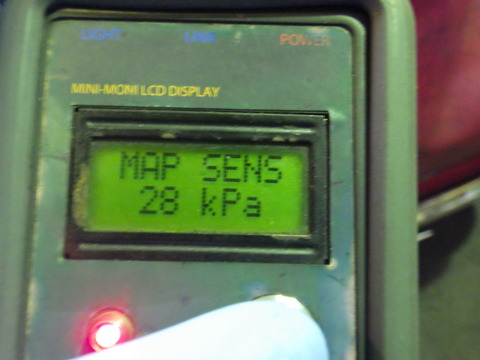 LIGHT LINK POWER
MINI-MONI LCD DISPLAY
MAP SENS
28 kPa